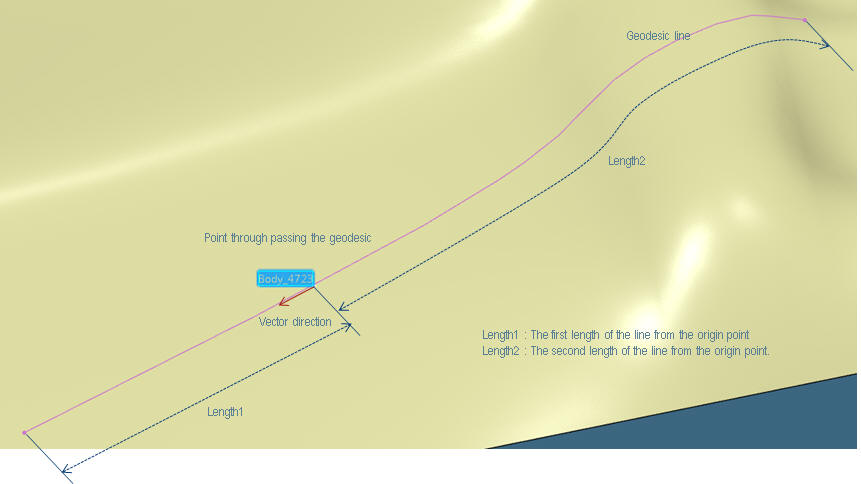 Geodesic line
Length2
Point through passing the geodesic
Body_4723
Vector direction
Length1 : The first length of the line from the origin point
Length2 : The second length of the line from the origin point.
Length1